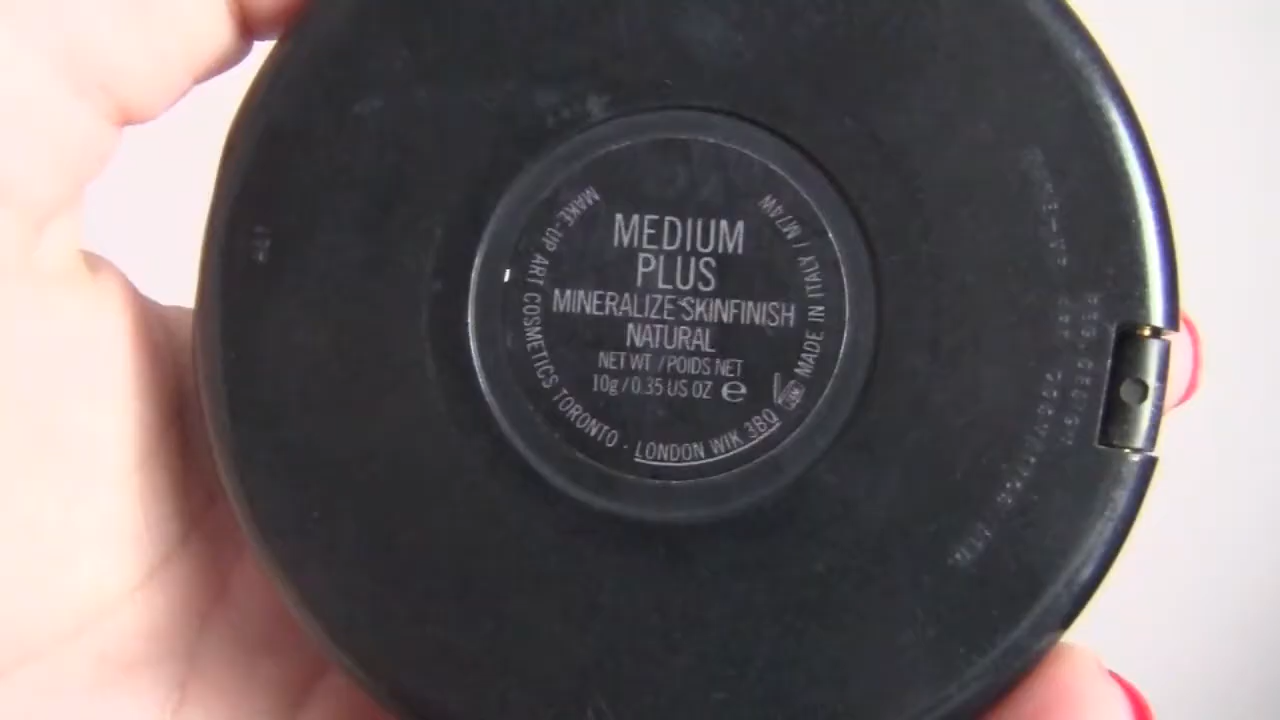 MEDIUM
PLUS
MINERALIZE SKINFINISH
NATURAL
NET WT / POIDS NET
10g / 0.35 US OZ e
MAKE-UP ART COSMETICS TORONTO · LONDON WIK 3BQ
MADE IN ITALY / M74W